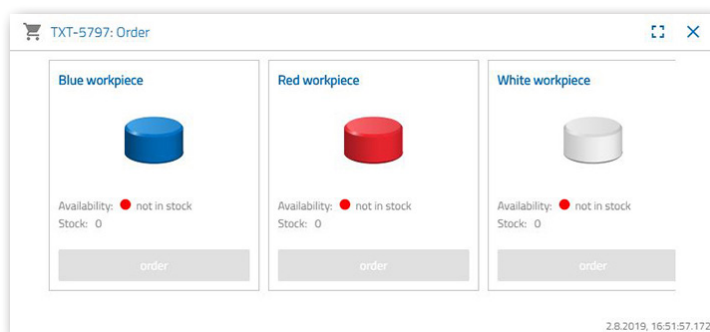 TXT-5797: Order
Blue workpiece
Availability: not in stock
Stock: 0
order
Red workpiece
Availability: not in stock
Stock: 0
order
White workpiece
Availability: not in stock
Stock: 0
order
2.8.2019, 16:51:57.172